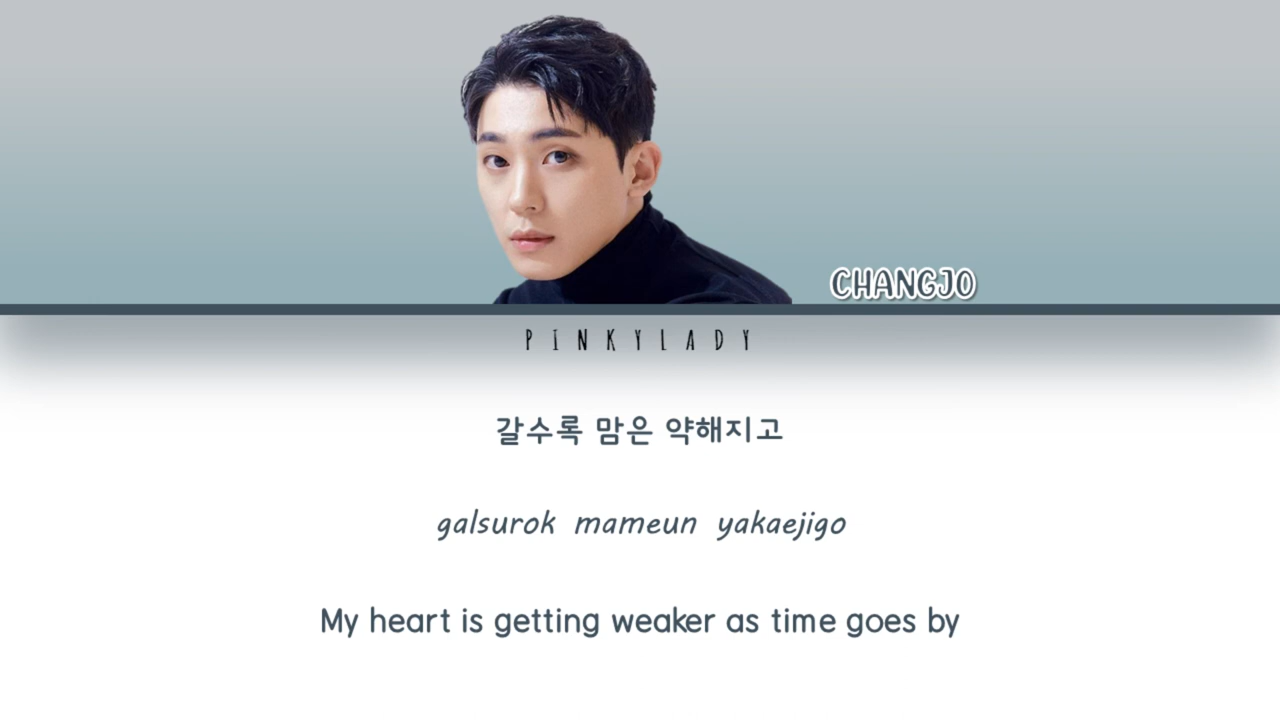 CHANGJO
PINKYLADY
갈수록 맘은 약해지고
galsurok mameun yakaejigo
My heart is getting weaker as time goes by